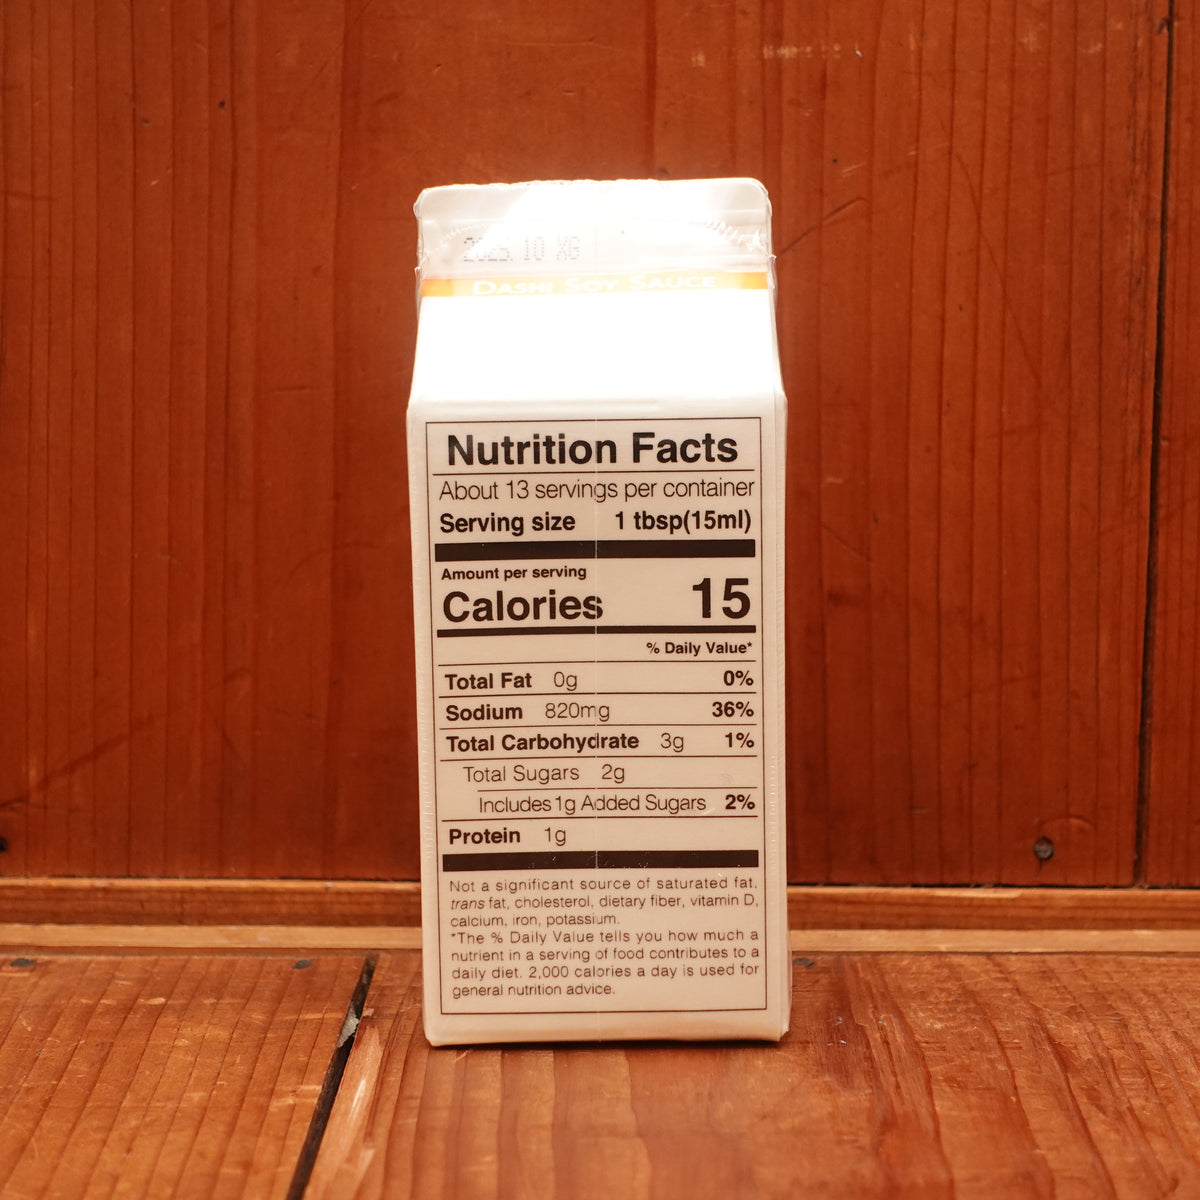 2025.10 XG
DASHI SOY SAUCE
Nutrition Facts
About 13 servings per container
Serving size 1 tbsp(15ml)
Amount per serving
Calories 15
% Daily Value*
Total Fat 0g 0%
Sodium 820mg 36%
Total Carbohydrate 3g 1%
Total Sugars 2g
Includes 1g Added Sugars 2%
Protein 1g
Not a significant source of saturated fat,
trans fat, cholesterol, dietary fiber, vitamin D,
calcium, iron, potassium.
*The % Daily Value tells you how much a
nutrient in a serving of food contributes to a
daily diet. 2,000 calories a day is used for
general nutrition advice.